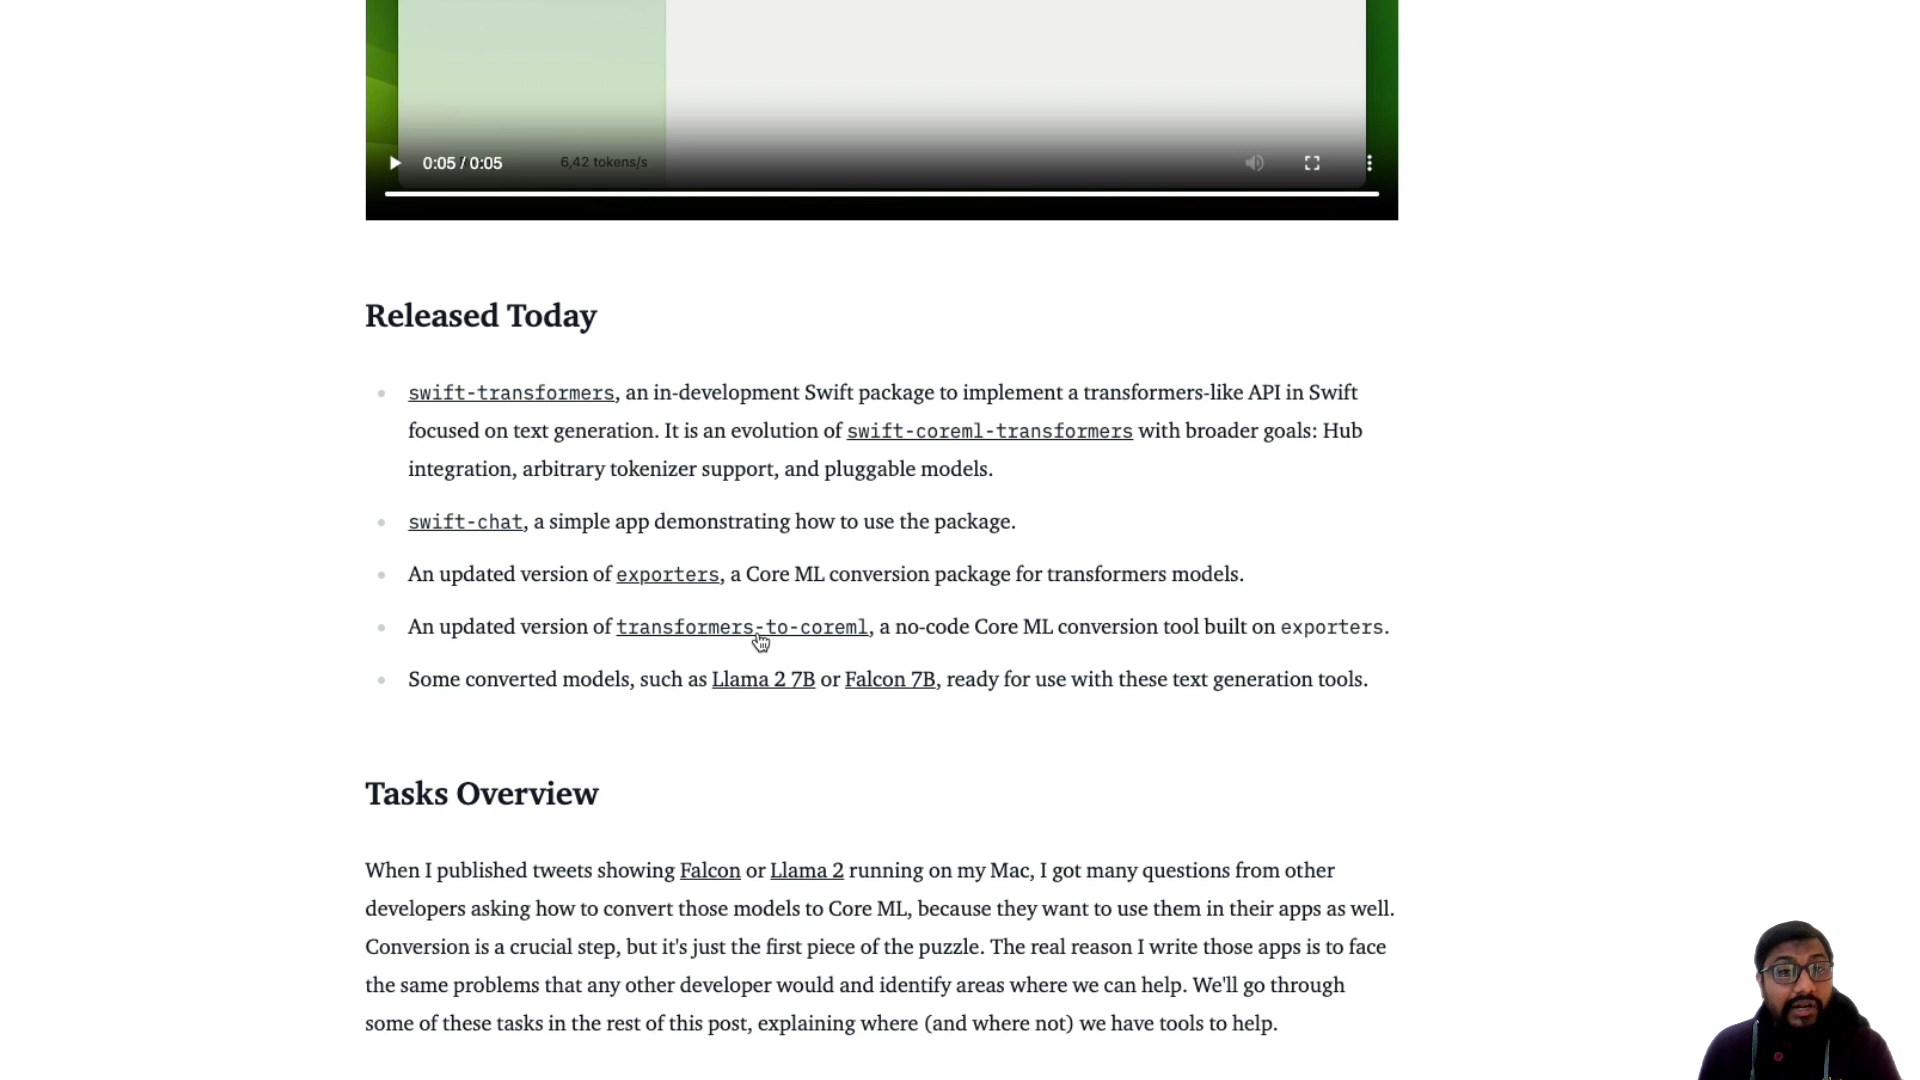 0:05 / 0:05
6,42 tokens/s
Released Today
swift-transformers, an in-development Swift package to implement a transformers-like API in Swift
focused on text generation. It is an evolution of swift-coreml-transformers with broader goals: Hub
integration, arbitrary tokenizer support, and pluggable models.
swift-chat, a simple app demonstrating how to use the package.
An updated version of exporters, a Core ML conversion package for transformers models.
An updated version of transformers-to-coreml, a no-code Core ML conversion tool built on exporters.
Some converted models, such as Llama 2 7B or Falcon 7B, ready for use with these text generation tools.
Tasks Overview
When I published tweets showing Falcon or Llama 2 running on my Mac, I got many questions from other
developers asking how to convert those models to Core ML, because they want to use them in their apps as well.
Conversion is a crucial step, but it's just the first piece of the puzzle. The real reason I write those apps is to face
the same problems that any other developer would and identify areas where we can help. We'll go through
some of these tasks in the rest of this post, explaining where (and where not) we have tools to help.